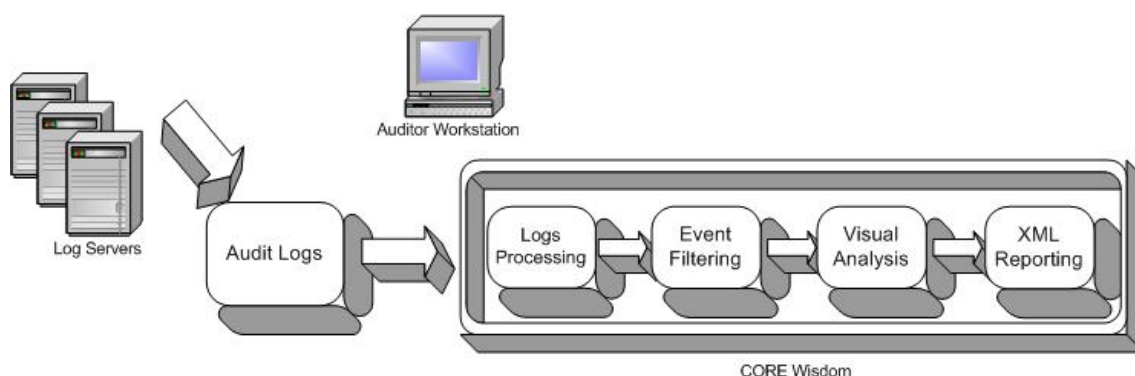 Auditor Workstation
Log Servers
Audit Logs
Logs
Processing
Event
Filtering
Visual
Analysis
XML
Reporting
CORE Wisdom